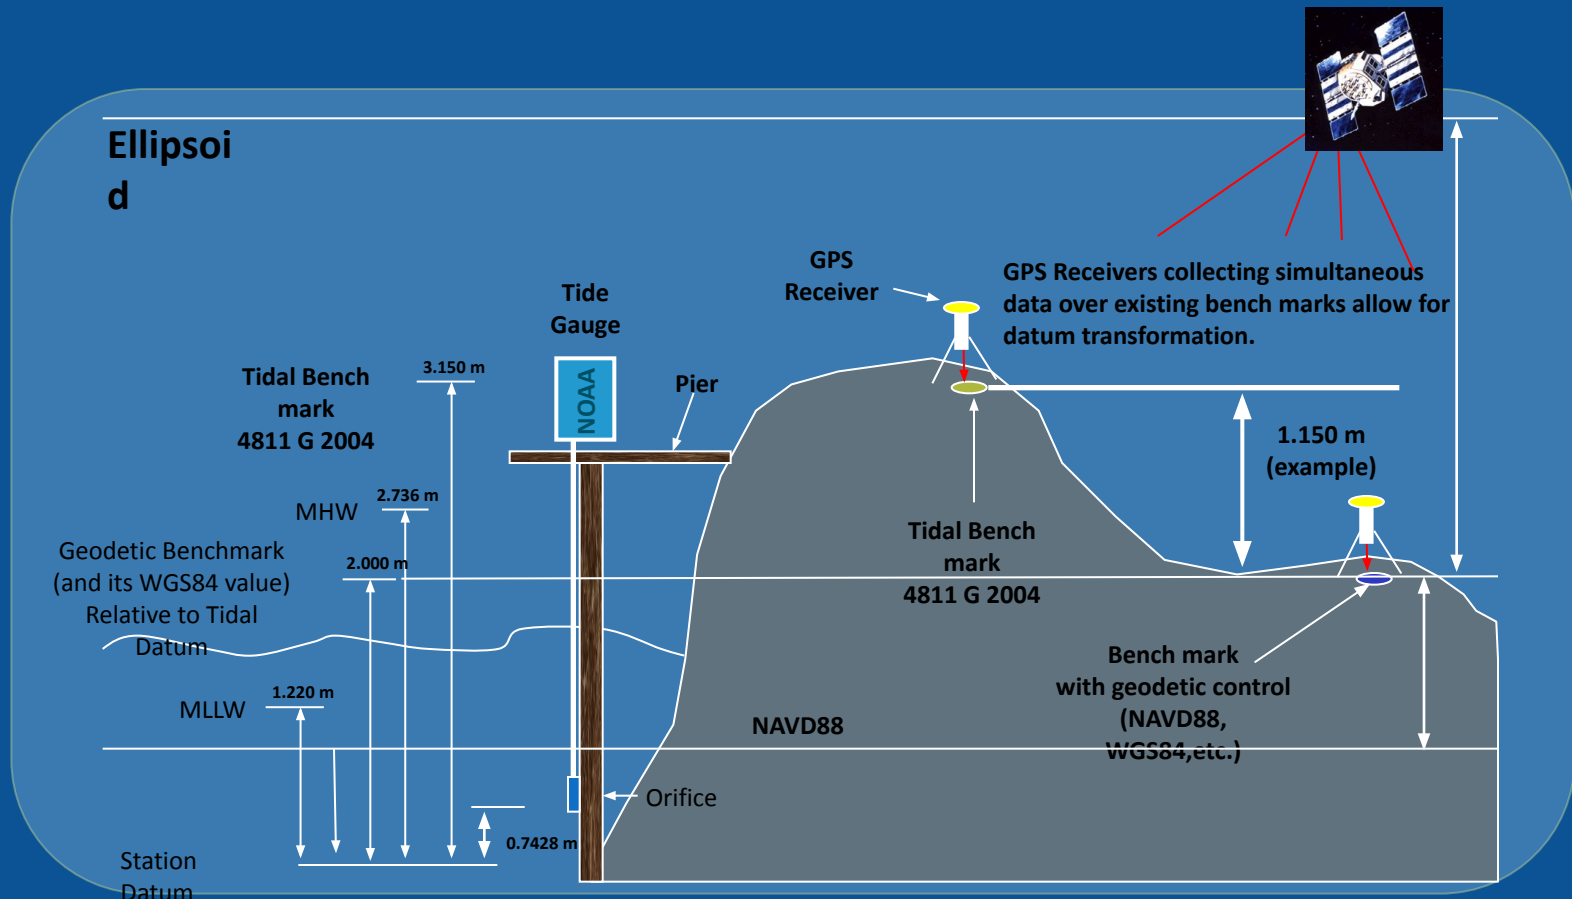 Ellipsoi
d
GPS
Receiver
GPS Receivers collecting simultaneous
data over existing bench marks allow for
datum transformation.
Tide
Gauge
NOAA
Pier
3.150 m
Tidal Bench
mark
4811 G 2004
1.150 m
(example)
2.736 m
MHW
Geodetic Benchmark
(and its WGS84 value)
Relative to Tidal
Datum
2.000 m
Tidal Bench
mark
4811 G 2004
1.220 m
MLLW
Bench mark
with geodetic control
(NAVD88,
WGS84,etc.)
NAVD88
Orifice
0.7428 m
Station
Datum